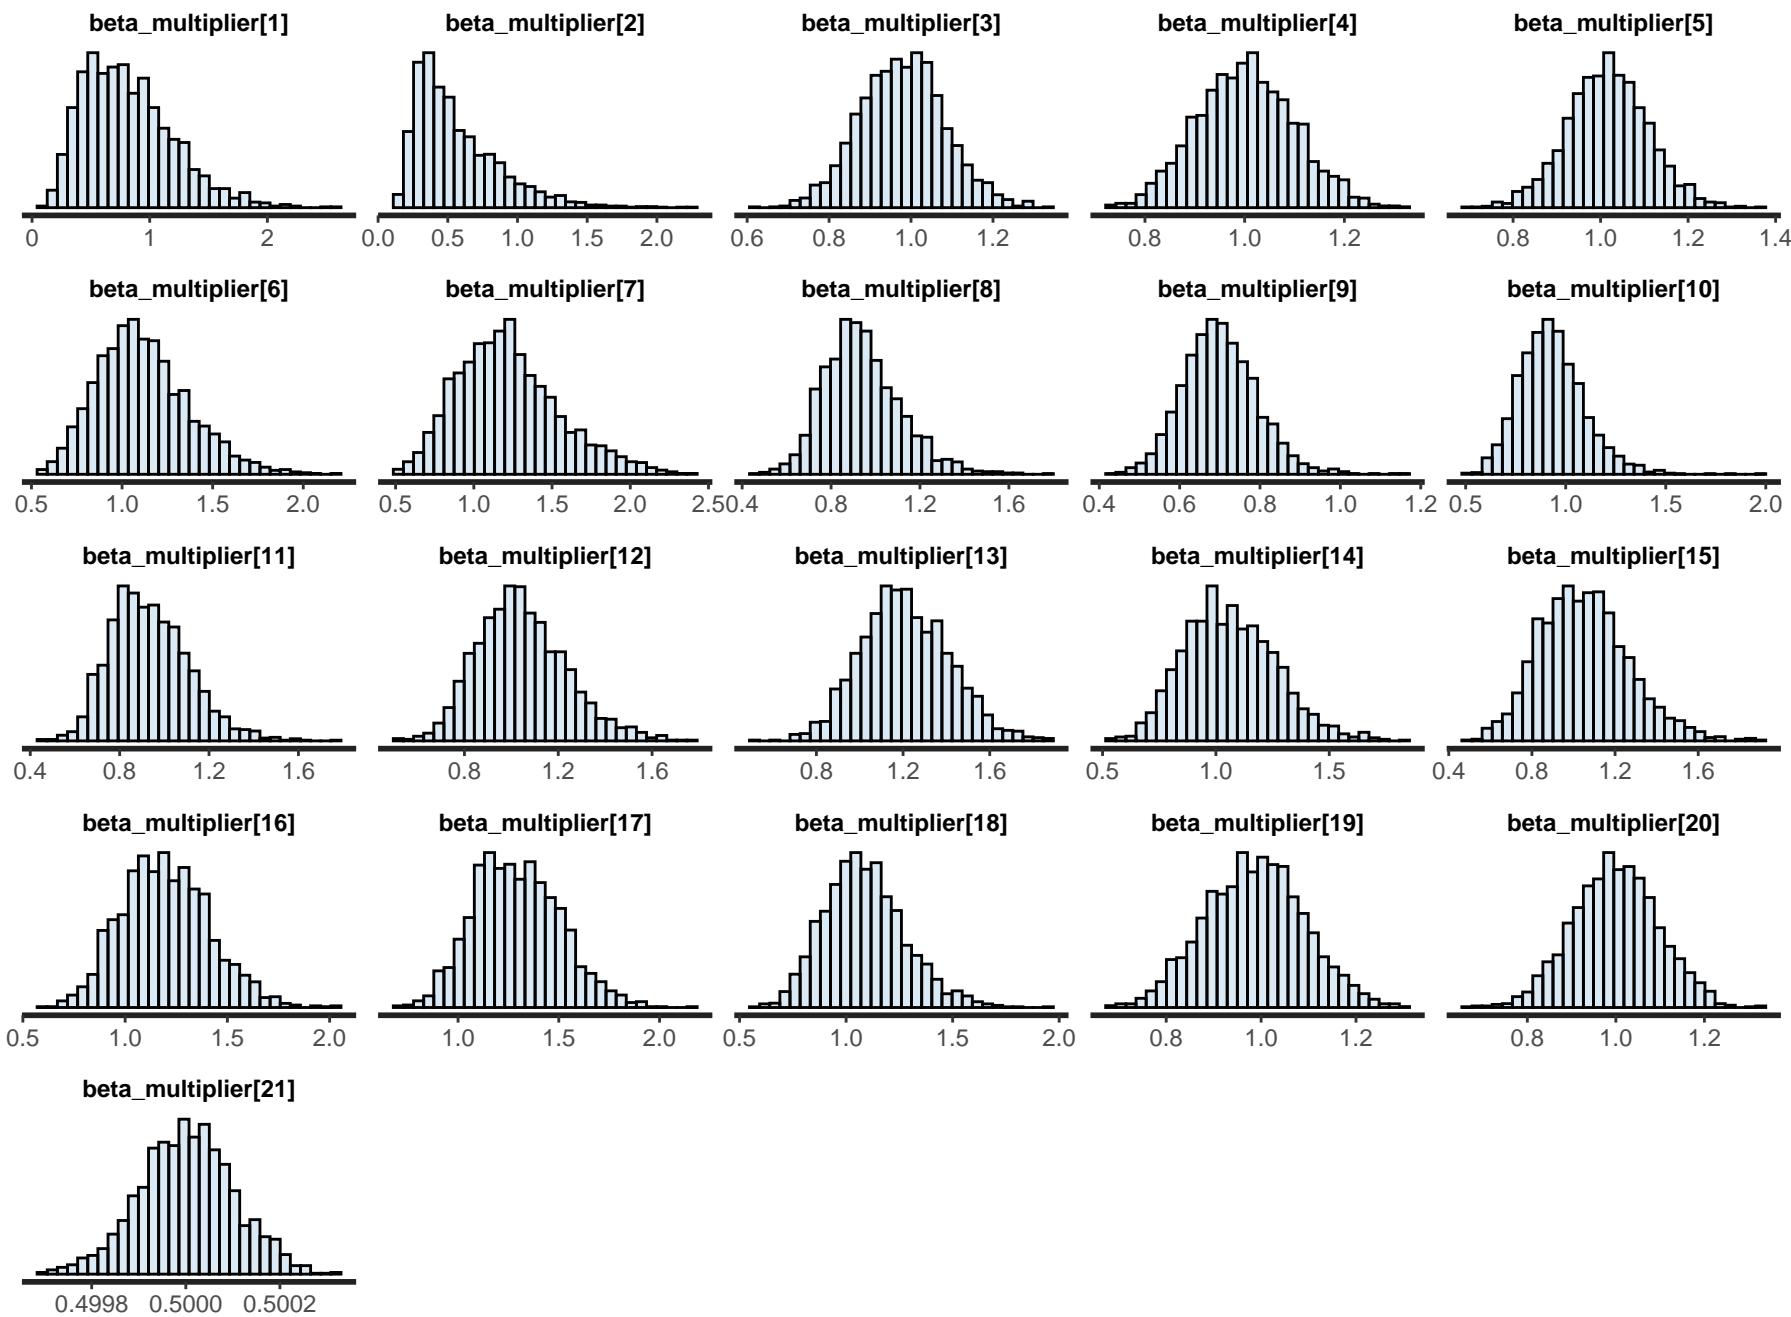 beta_multiplier[1] beta_multiplier[2] beta_multiplier[3] beta_multiplier[4] beta_multiplier[5]
0 1 2 0.0 0.5 1.0 1.5 2.0 0.6 0.8 1.0 1.2 0.8 1.0 1.2 0.8 1.0 1.2 1.4
beta_multiplier[6] beta_multiplier[7] beta_multiplier[8] beta_multiplier[9] beta_multiplier[10]
0.5 1.0 1.5 2.0 0.5 1.0 1.5 2.0 2.5 0.4 0.8 1.2 1.6 0.4 0.6 0.8 1.0 1.2 0.5 1.0 1.5 2.0
beta_multiplier[11] beta_multiplier[12] beta_multiplier[13] beta_multiplier[14] beta_multiplier[15]
0.4 0.8 1.2 1.6 0.8 1.2 1.6 0.8 1.2 1.6 0.5 1.0 1.5 0.4 0.8 1.2 1.6
beta_multiplier[16] beta_multiplier[17] beta_multiplier[18] beta_multiplier[19] beta_multiplier[20]
0.5 1.0 1.5 2.0 1.0 1.5 2.0 0.5 1.0 1.5 2.0 0.8 1.0 1.2 0.8 1.0 1.2
beta_multiplier[21]
0.4998 0.5000 0.5002